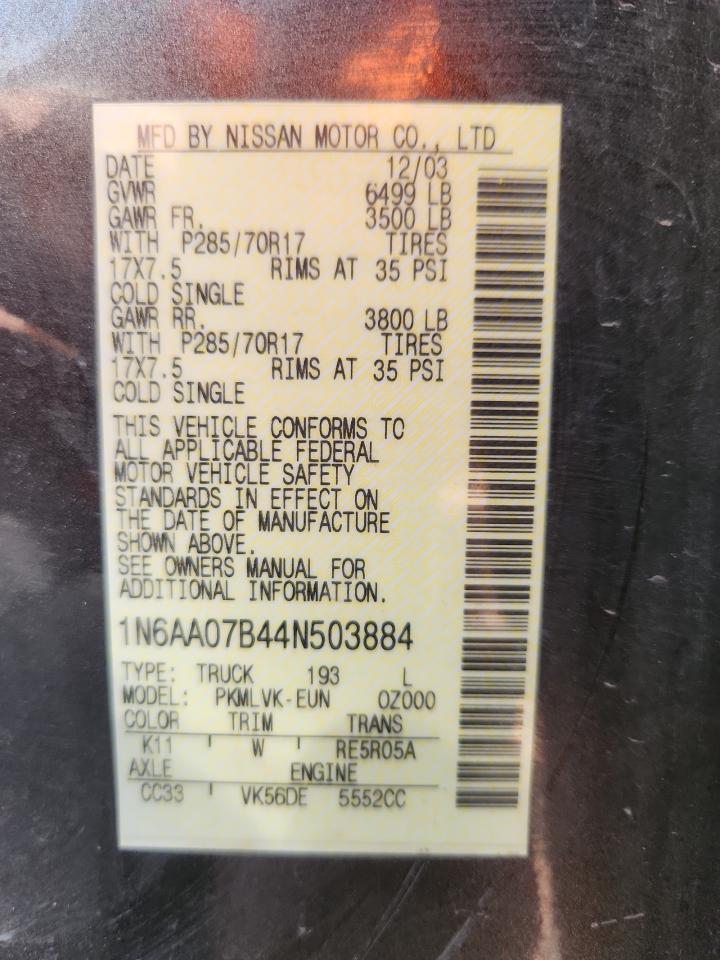 MFD BY NISSAN MOTOR CO., LTD
DATE 12/03
GVWR 6499 LB
GAWR FR. 3500 LB
WITH P285/70R17 TIRES
17X7.5 RIMS AT 35 PSI
COLD SINGLE
GAWR RR. 3800 LB
WITH P285/70R17 TIRES
17X7.5 RIMS AT 35 PSI
COLD SINGLE
THIS VEHICLE CONFORMS TO
ALL APPLICABLE FEDERAL
MOTOR VEHICLE SAFETY
STANDARDS IN EFFECT ON
THE DATE OF MANUFACTURE
SHOWN ABOVE.
SEE OWNERS MANUAL FOR
ADDITIONAL INFORMATION.
1N6AA07B44N503884
TYPE: TRUCK 193 L
MODEL: PKMLVK-EUN 0Z000
COLOR TRIM TRANS
K11 W RE5R05A
AXLE ENGINE
CC33 VK56DE 5552CC